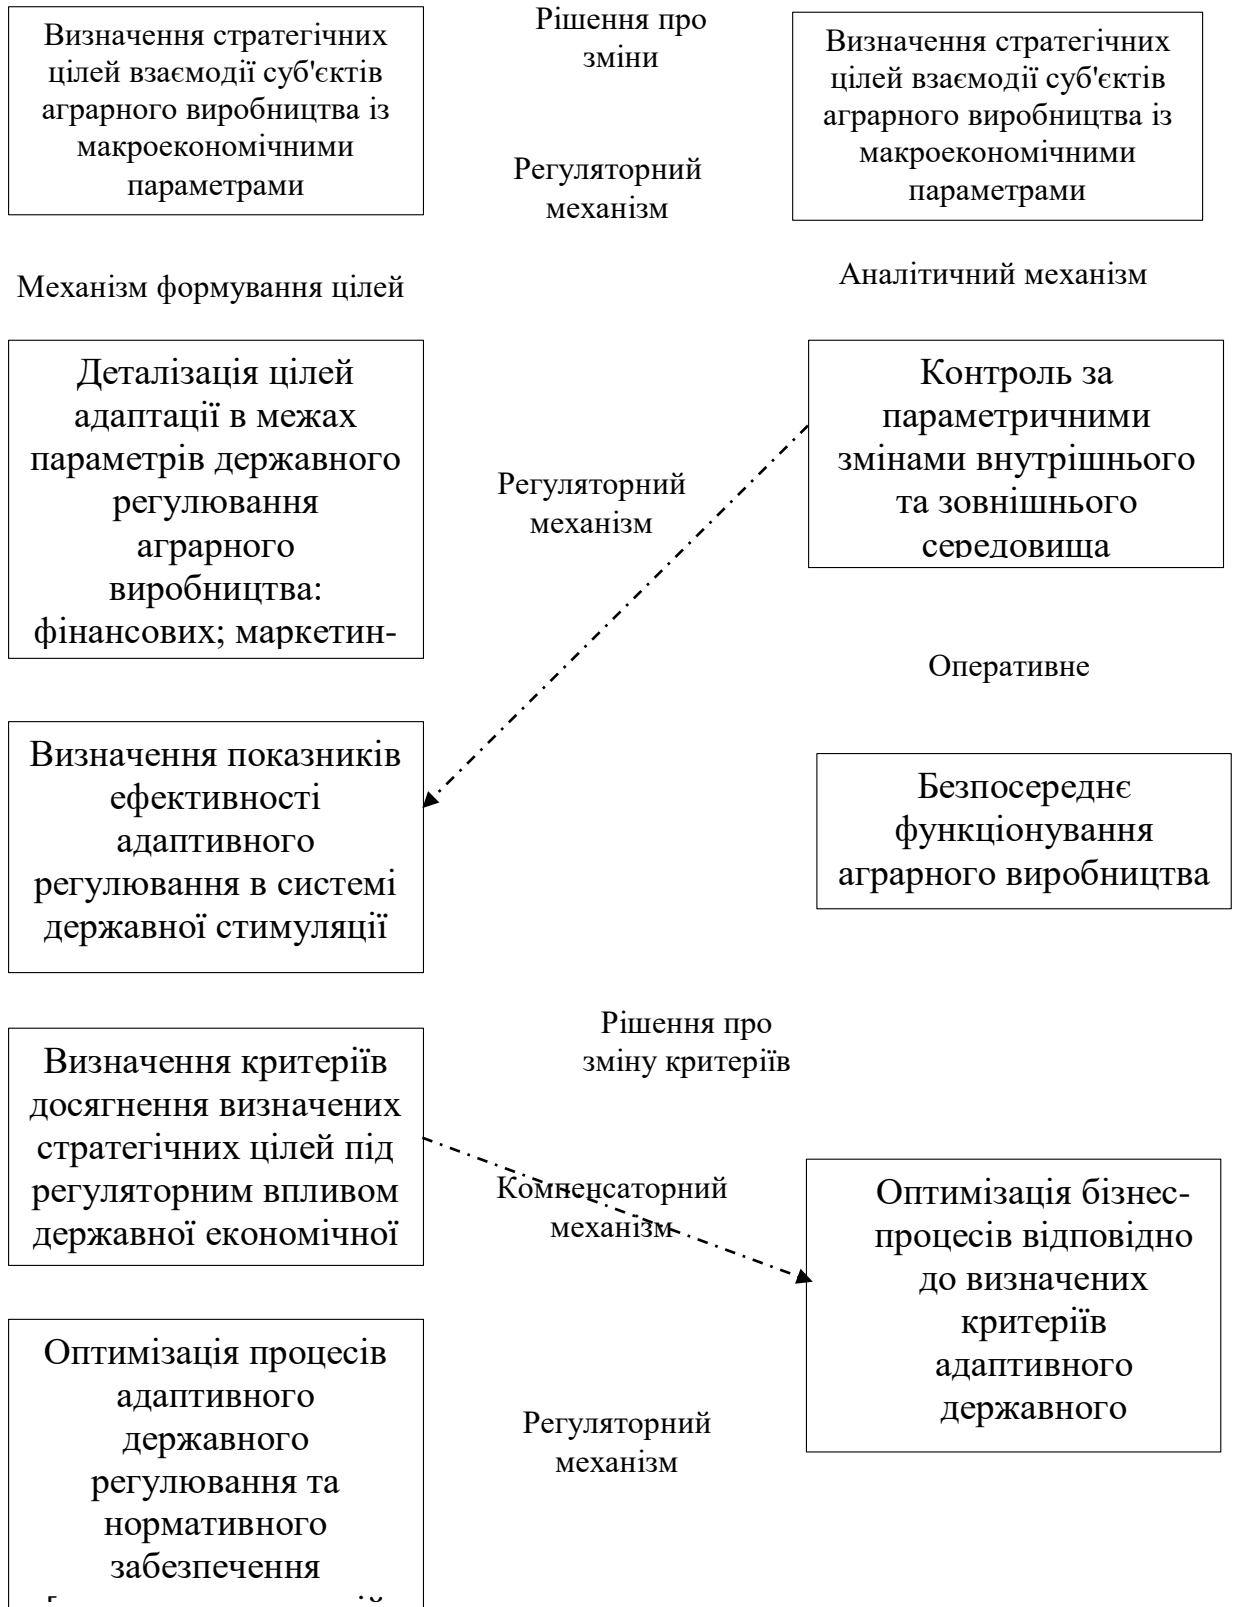 Визначення стратегічних
цілей взаємодії суб'єктів
аграрного виробництва із
макроекономічними
параметрами
Рішення про
зміни
Регуляторний
механізм
Визначення стратегічних
цілей взаємодії суб'єктів
аграрного виробництва із
макроекономічними
параметрами
Механізм формування цілей
Аналітичний механізм
Деталізація цілей
адаптації в межах
параметрів державного
регулювання
аграрного
виробництва:
фінансових; маркетин-
Регуляторний
механізм
Контроль за
параметричними
змінами внутрішнього
та зовнішнього
середовища
Оперативне
Визначення показників
ефективності
адаптивного
регулювання в системі
державної стимуляції
Безпосереднє
функціонування
аграрного виробництва
Рішення про
зміну критеріїв
Визначення критеріїв
досягнення визначених
стратегічних цілей під
регуляторним впливом
державної економічної
Компенсаторний
механізм
Оптимізація бізнес-
процесів відповідно
до визначених
критеріїв
адаптивного
державного
Оптимізація процесів
адаптивного
державного
регулювання та
нормативного
забезпечення
Регуляторний
механізм